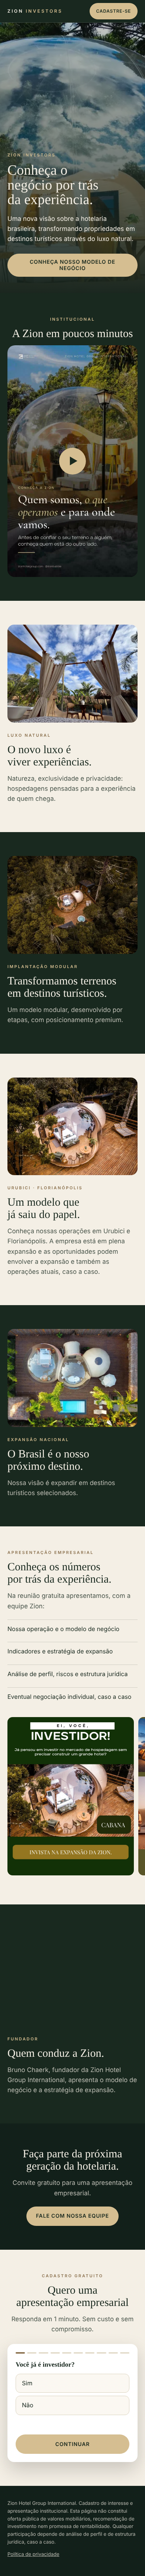 ZION INVESTORS
CADASTRE-SE
ZION INVESTORS
Conheça o
negócio por trás
da experiência.
Uma nova visão sobre a hotelaria
brasileira, transformando propriedades em
destinos turísticos através do luxo natural.
CONHEÇA NOSSO MODELO DE
NEGÓCIO
INSTITUCIONAL
A Zion em poucos minutos
Quem somos, o que
operamos e para onde
vamos.
Antes de confiar o seu terreno a alguém,
conheça quem está do outro lado.
LUXO NATURAL
O novo luxo é
viver experiências.
Natureza, exclusividade e privacidade:
hospedagens pensadas para a experiência
de quem chega.
IMPLANTAÇÃO MODULAR
Transformamos terrenos
em destinos turísticos.
Um modelo modular, desenvolvido por
etapas, com posicionamento premium.
URUBICI · FLORIANÓPOLIS
Um modelo que
já saiu do papel.
Conheça nossas operações em Urubici e
Florianópolis. A empresa está em plena
expansão e as oportunidades podem
envolver a expansão e também as
operações atuais, caso a caso.
EXPANSÃO NACIONAL
O Brasil é o nosso
próximo destino.
Nossa visão é expandir em destinos
turísticos selecionados.
APRESENTAÇÃO EMPRESARIAL
Conheça os números
por trás da experiência.
Na reunião gratuita apresentamos, com a
equipe Zion:
Nossa operação e o modelo de negócio
Indicadores e estratégia de expansão
Análise de perfil, riscos e estrutura jurídica
Eventual negociação individual, caso a caso
EI, VOCÊ,
INVESTIDOR!
Já pensou em investir no mercado de hospedagem sem
precisar construir um grande hotel?
CABANA
INVISTA NA EXPANSÃO DA ZION.
FUNDADOR
Quem conduz a Zion.
Bruno Chaerk, fundador da Zion Hotel
Group International, apresenta o modelo de
negócio e a estratégia de expansão.
Faça parte da próxima
geração da hotelaria.
Convite gratuito para uma apresentação
empresarial.
FALE COM NOSSA EQUIPE
CADASTRO GRATUITO
Quero uma
apresentação empresarial
Responda em 1 minuto. Sem custo e sem
compromisso.
Você já é investidor?
Sim
Não
CONTINUAR
Zion Hotel Group International. Cadastro de interesse e
apresentação institucional. Esta página não constitui
oferta pública de valores mobiliários, recomendação de
investimento nem promessa de rentabilidade. Qualquer
participação depende de análise da perfil e de estrutura
jurídica, caso a caso.
Política de privacidade